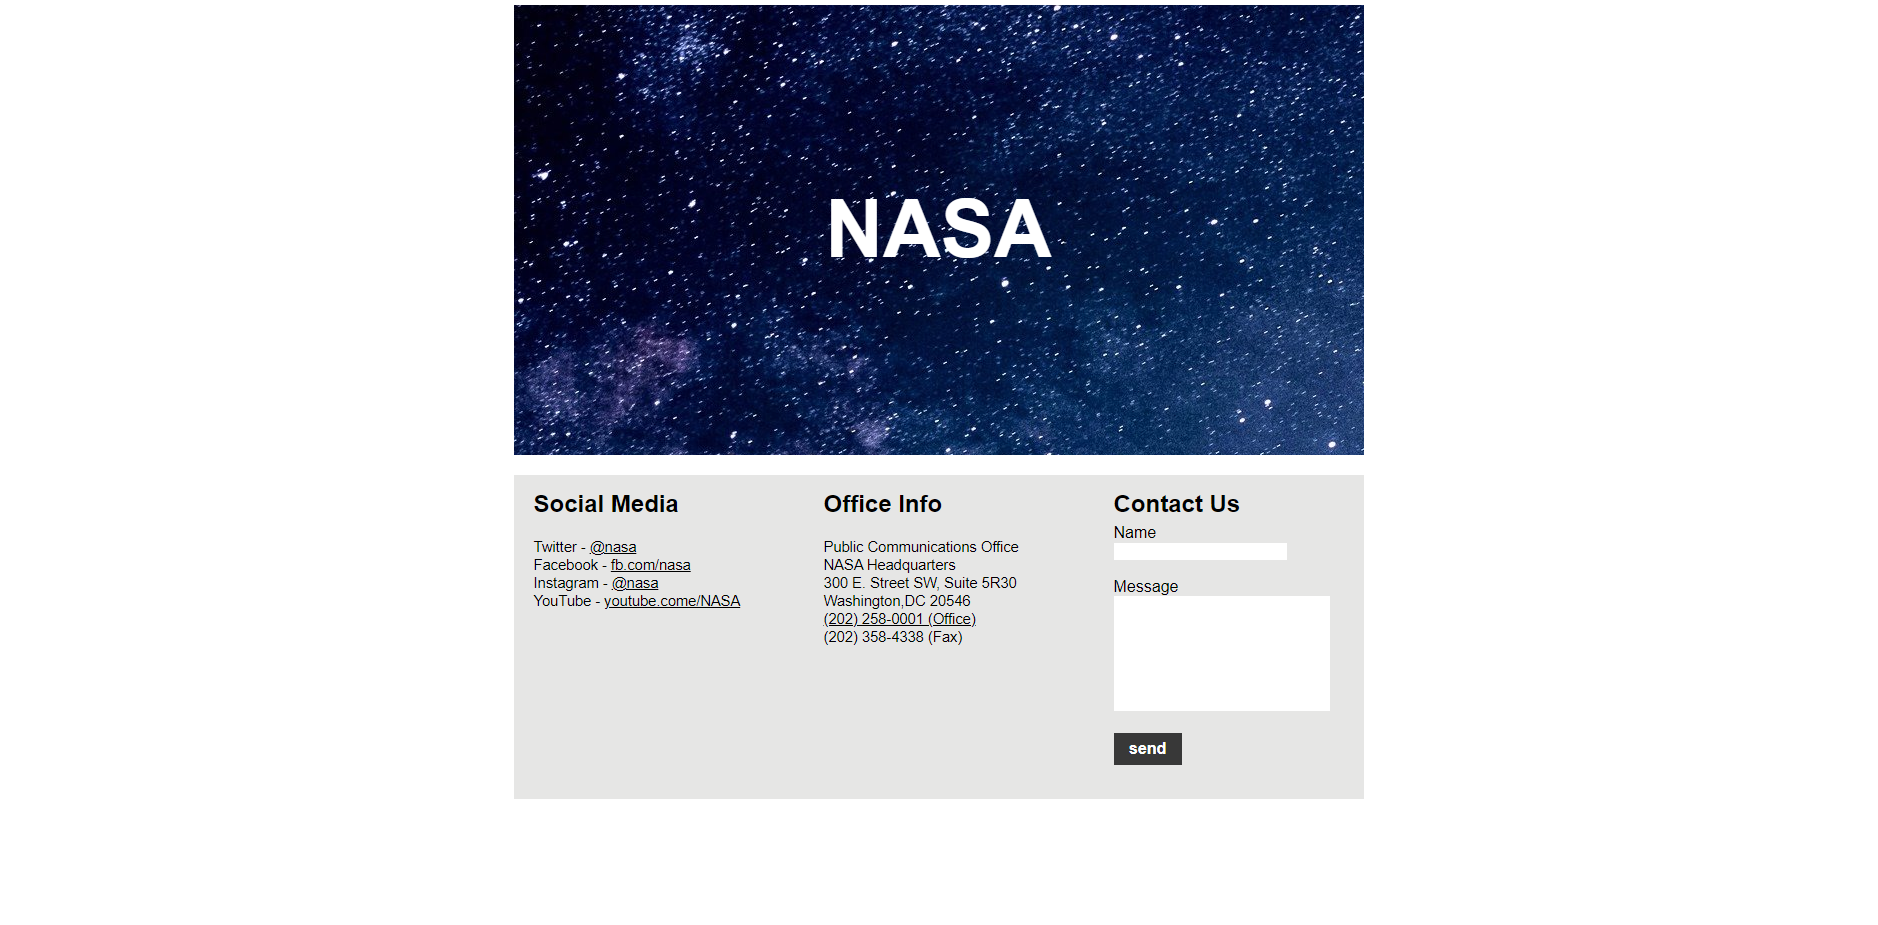 NASA
Social Media
Twitter - @nasa
Facebook - fb.com/nasa
Instagram - @nasa
YouTube - youtube.come/NASA
Office Info
Public Communications Office
NASA Headquarters
300 E. Street SW, Suite 5R30
Washington,DC 20546
(202) 258-0001 (Office)
(202) 358-4338 (Fax)
Contact Us
Name
Message
send